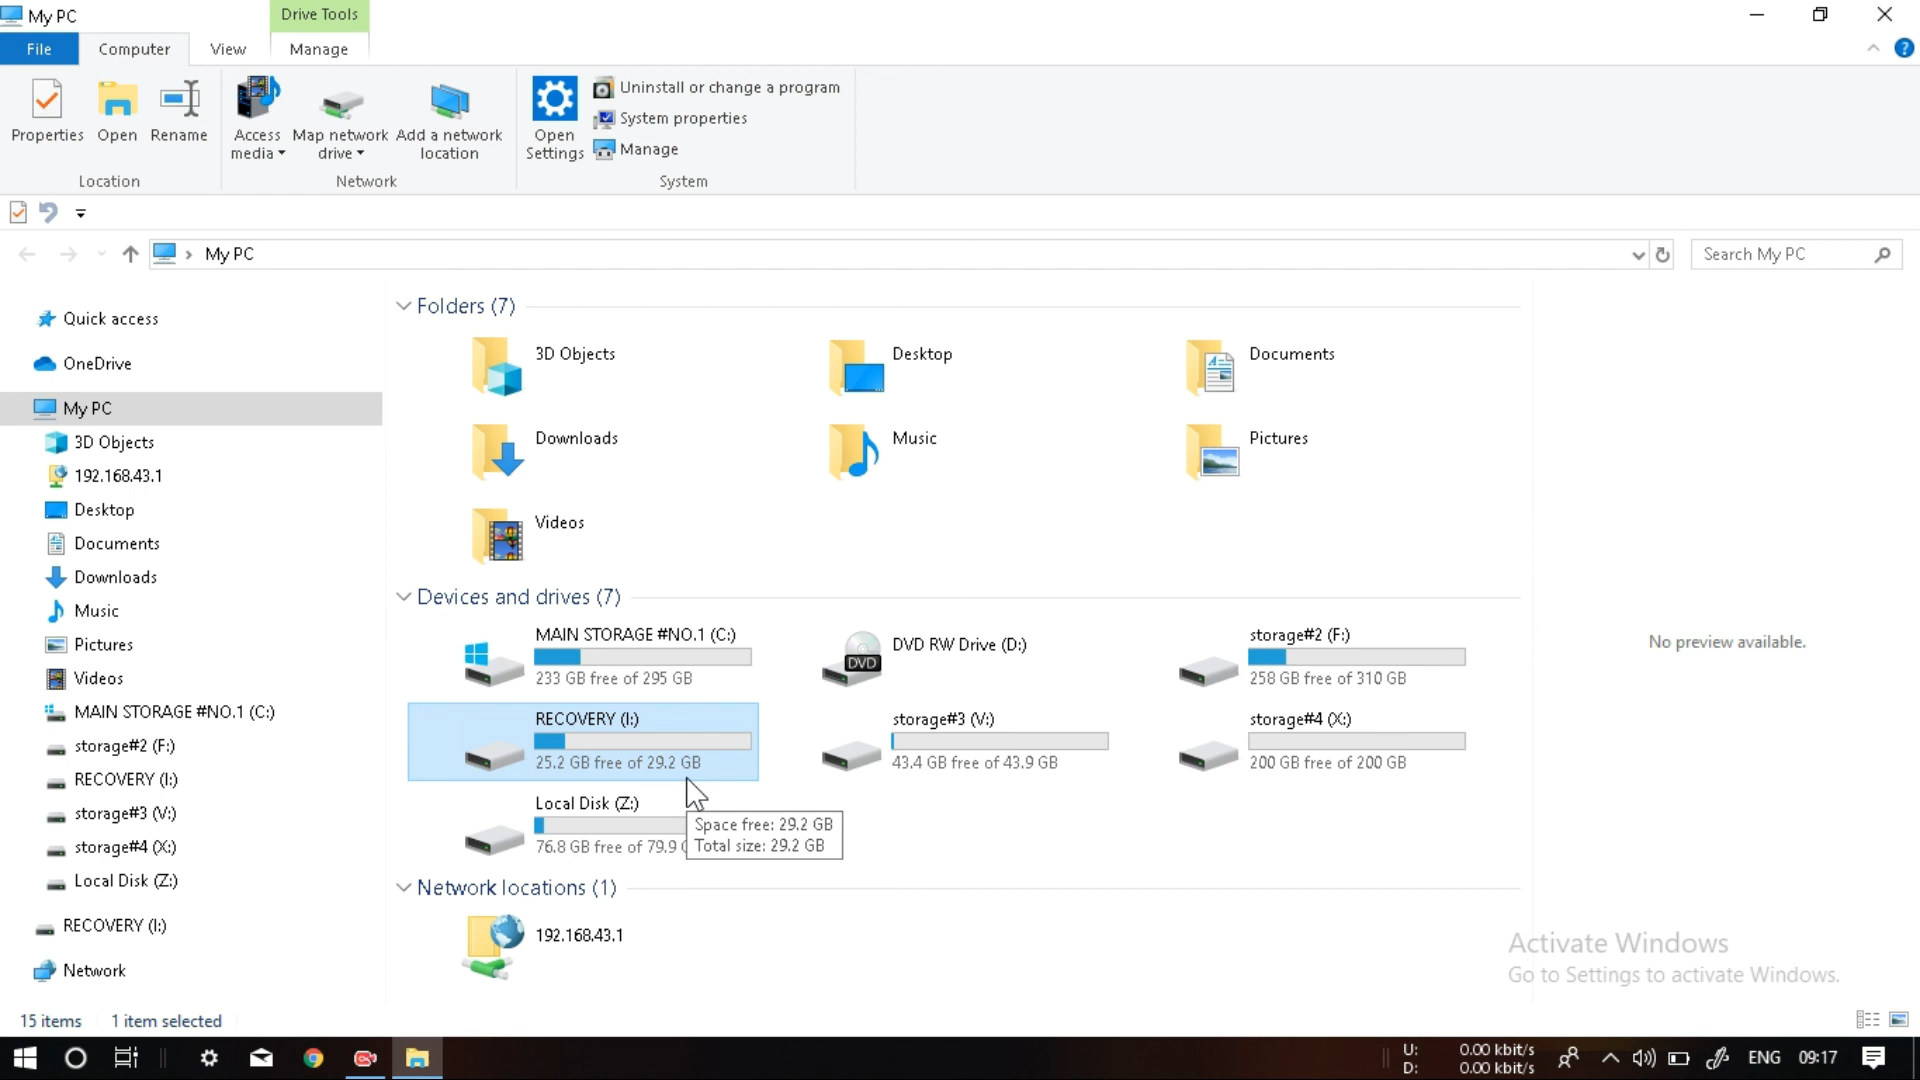 My PC
Drive Tools
File
Computer
View
Manage
Properties
Open
Rename
Access media
Map network drive
Add a network location
Open Settings
Uninstall or change a program
System properties
Manage
Location
Network
System
My PC
Search My PC
Quick access
OneDrive
My PC
3D Objects
192.168.43.1
Desktop
Documents
Downloads
Music
Pictures
Videos
MAIN STORAGE #NO.1 (C:)
storage#2 (F:)
RECOVERY (I:)
storage#3 (V:)
storage#4 (X:)
Local Disk (Z:)
RECOVERY (I:)
Network
Folders (7)
3D Objects
Desktop
Documents
Downloads
Music
Pictures
Videos
Devices and drives (7)
MAIN STORAGE #NO.1 (C:)
233 GB free of 295 GB
DVD RW Drive (D:)
DVD
storage#2 (F:)
258 GB free of 310 GB
RECOVERY (I:)
25.2 GB free of 29.2 GB
storage#3 (V:)
43.4 GB free of 43.9 GB
storage#4 (X:)
200 GB free of 200 GB
Local Disk (Z:)
76.8 GB free of 79.9
Space free: 29.2 GB
Total size: 29.2 GB
Network locations (1)
192.168.43.1
No preview available.
Activate Windows
Go to Settings to activate Windows.
15 items
1 item selected
U: 0.00 kbit/s
D: 0.00 kbit/s
ENG
09:17